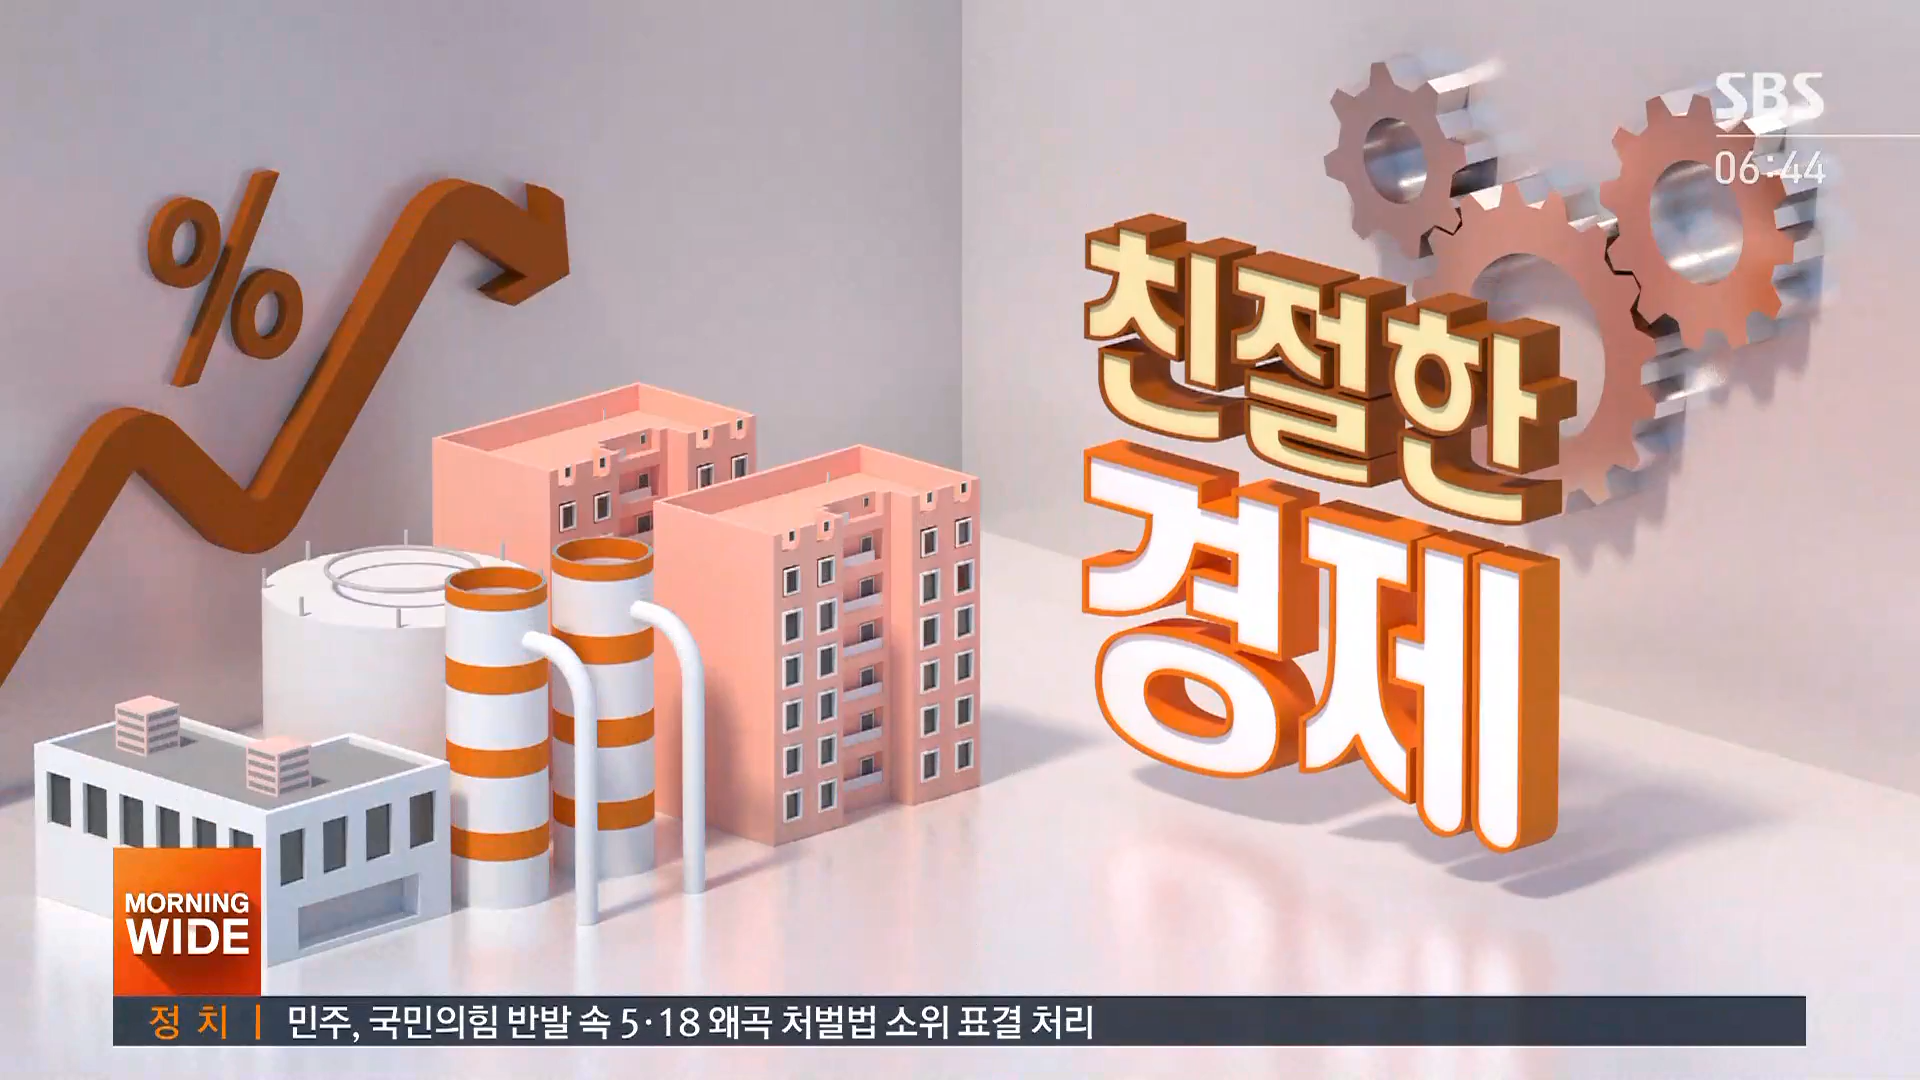 SBS
06:44
%
친절한
경제
MORNING
WIDE
정치 | 민주, 국민의힘 반발 속 5·18 왜곡 처벌법 소위 표결 처리